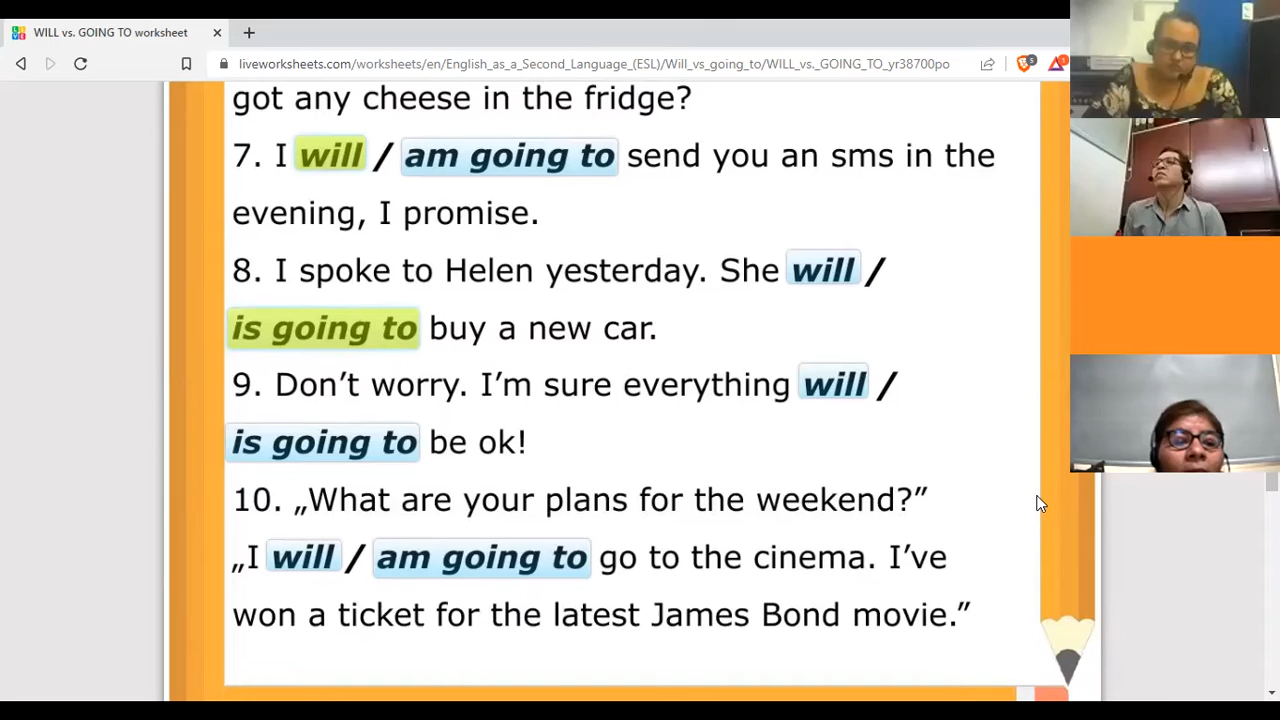 WILL vs. GOING TO worksheet
liveworksheets.com/worksheets/en/English_as_a_Second_Language_(ESL)/Will_vs_going_to/WILL_vs._GOING_TO_yr38700po
got any cheese in the fridge?
7. I will / am going to send you an sms in the
evening, I promise.
8. I spoke to Helen yesterday. She will /
is going to buy a new car.
9. Don’t worry. I’m sure everything will /
is going to be ok!
10. „What are your plans for the weekend?”
„I will / am going to go to the cinema. I’ve
won a ticket for the latest James Bond movie.”